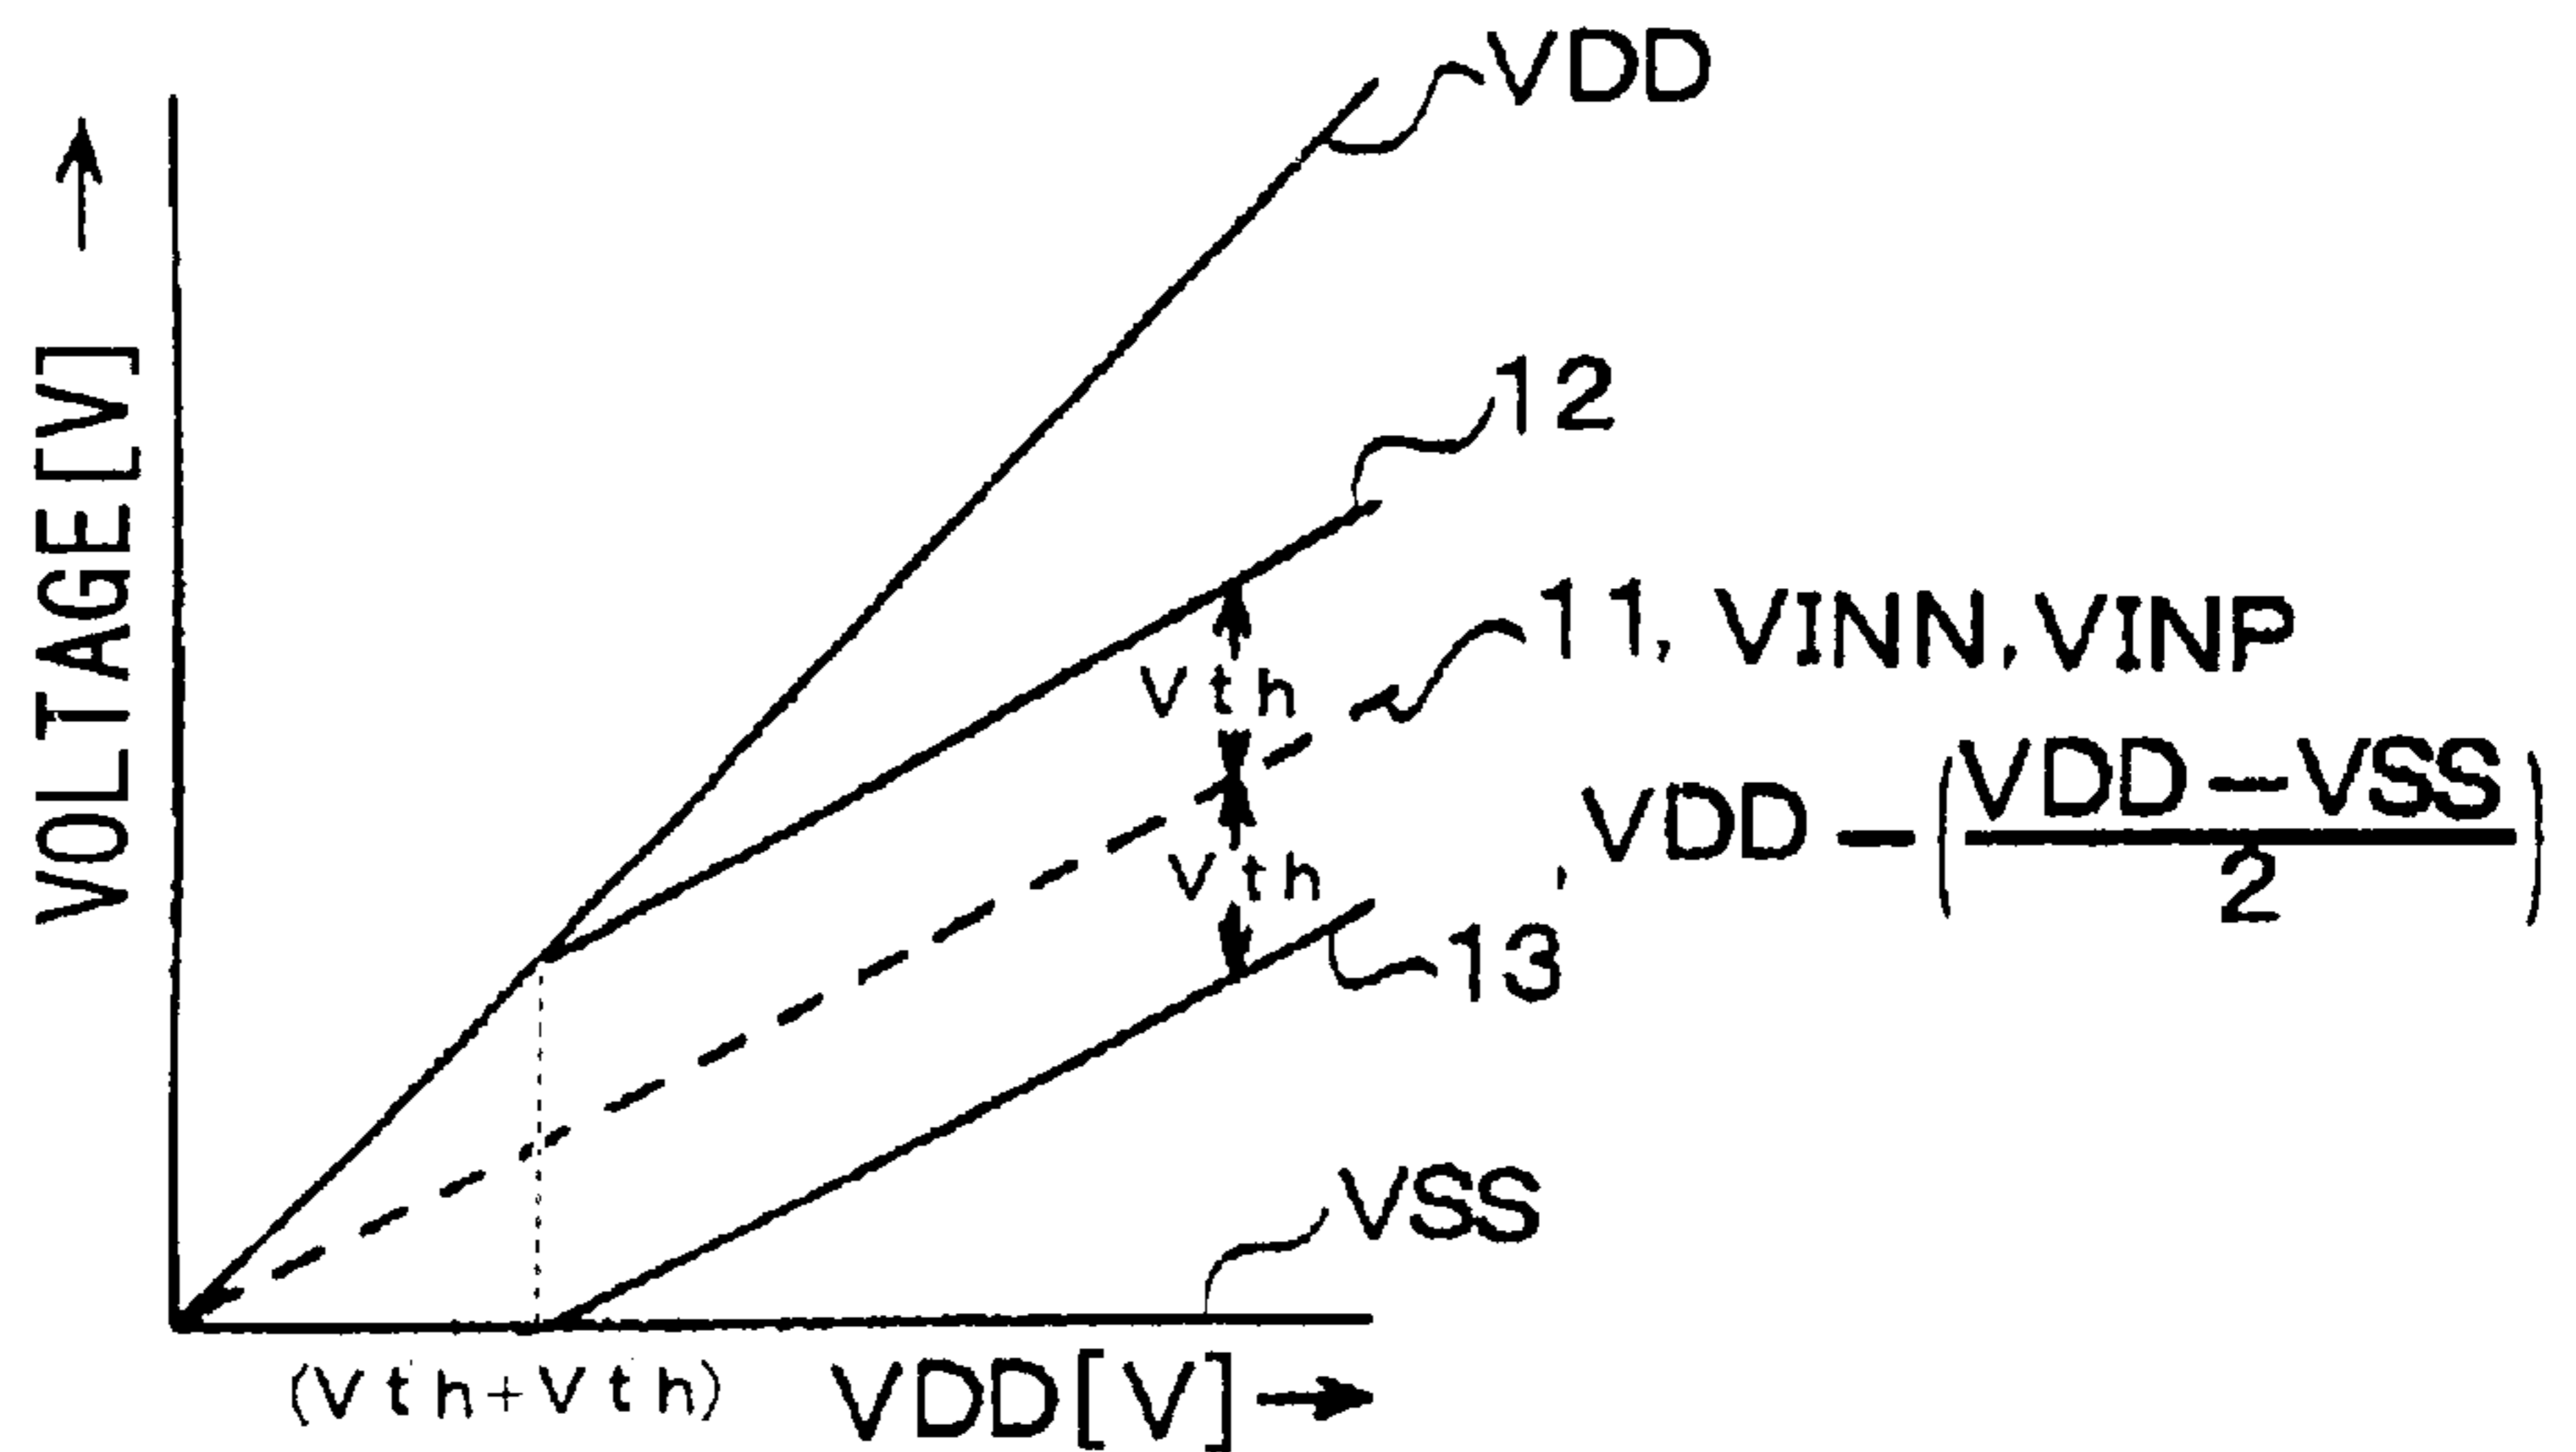 VDD
VOLTAGE[V] →
12
11, VINN, VINP
Vth
, VDD - (VDD-VSS/2)
Vth
13
VSS
(Vth+Vth)
VDD[V] →